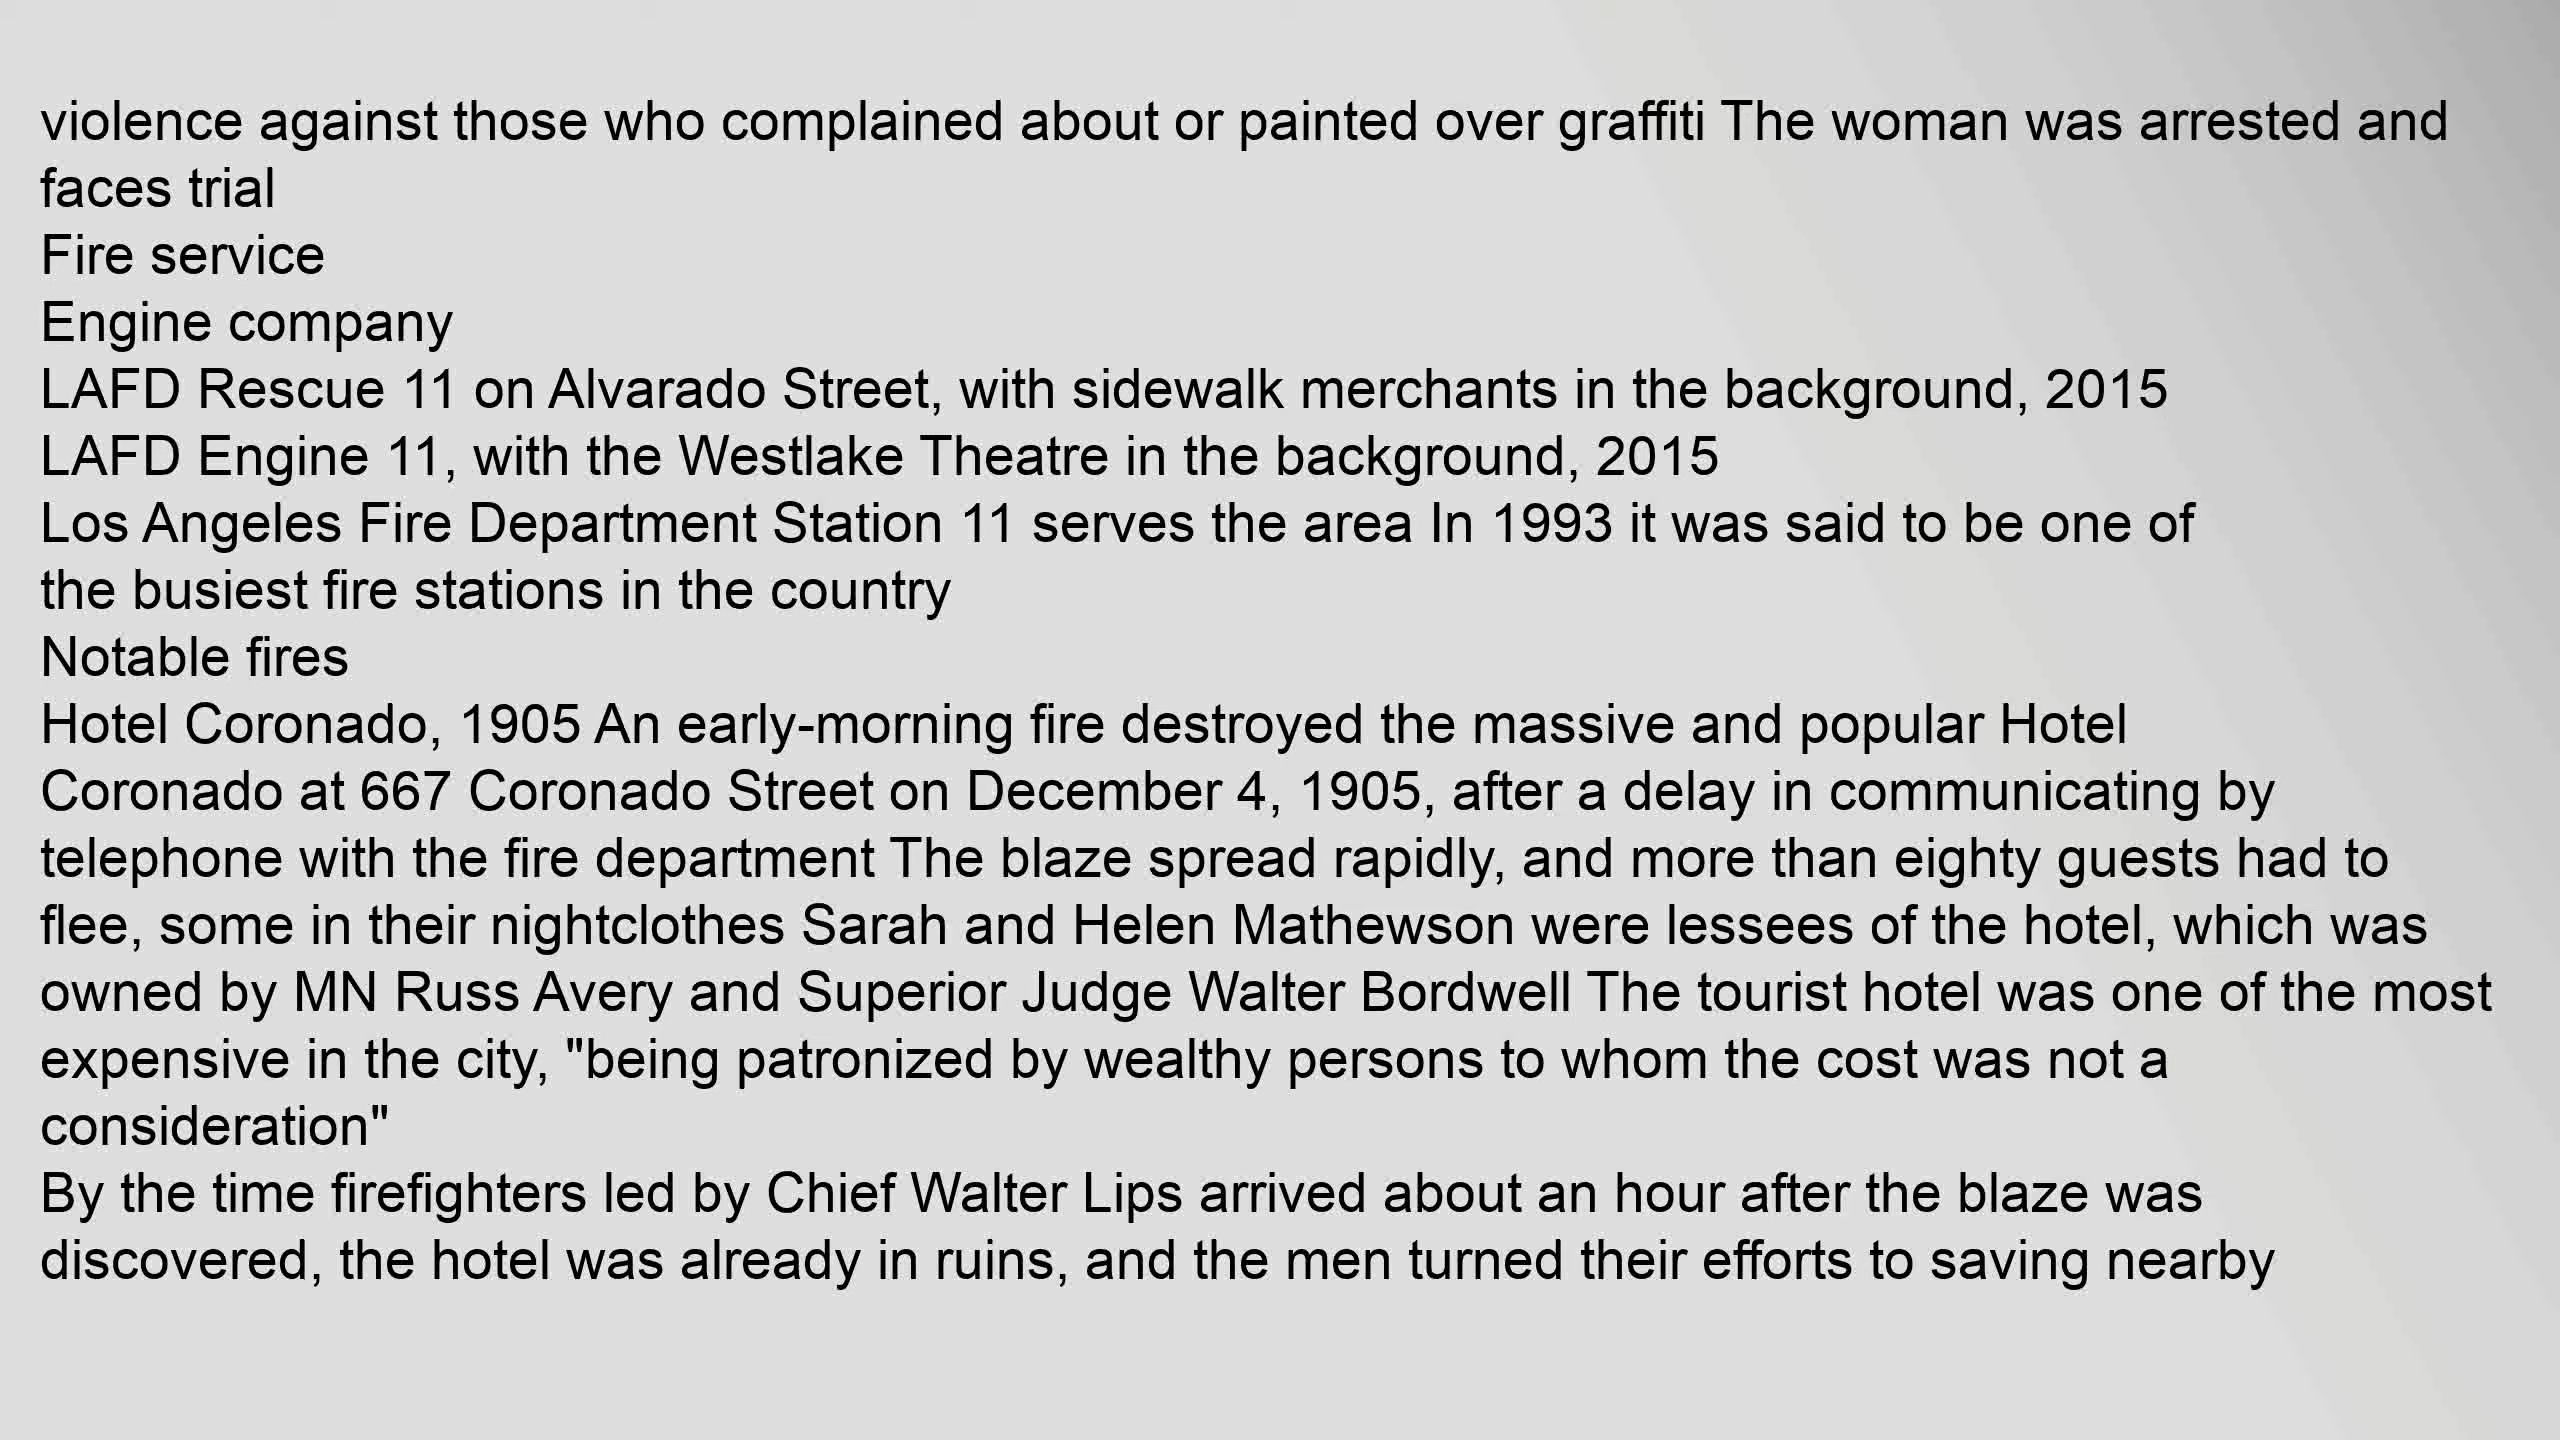 violence against those who complained about or painted over graffiti The woman was arrested and
faces trial
Fire service
Engine company
LAFD Rescue 11 on Alvarado Street, with sidewalk merchants in the background, 2015
LAFD Engine 11, with the Westlake Theatre in the background, 2015
Los Angeles Fire Department Station 11 serves the area In 1993 it was said to be one of
the busiest fire stations in the country
Notable fires
Hotel Coronado, 1905 An early-morning fire destroyed the massive and popular Hotel
Coronado at 667 Coronado Street on December 4, 1905, after a delay in communicating by
telephone with the fire department The blaze spread rapidly, and more than eighty guests had to
flee, some in their nightclothes Sarah and Helen Mathewson were lessees of the hotel, which was
owned by MN Russ Avery and Superior Judge Walter Bordwell The tourist hotel was one of the most
expensive in the city, "being patronized by wealthy persons to whom the cost was not a
consideration"
By the time firefighters led by Chief Walter Lips arrived about an hour after the blaze was
discovered, the hotel was already in ruins, and the men turned their efforts to saving nearby